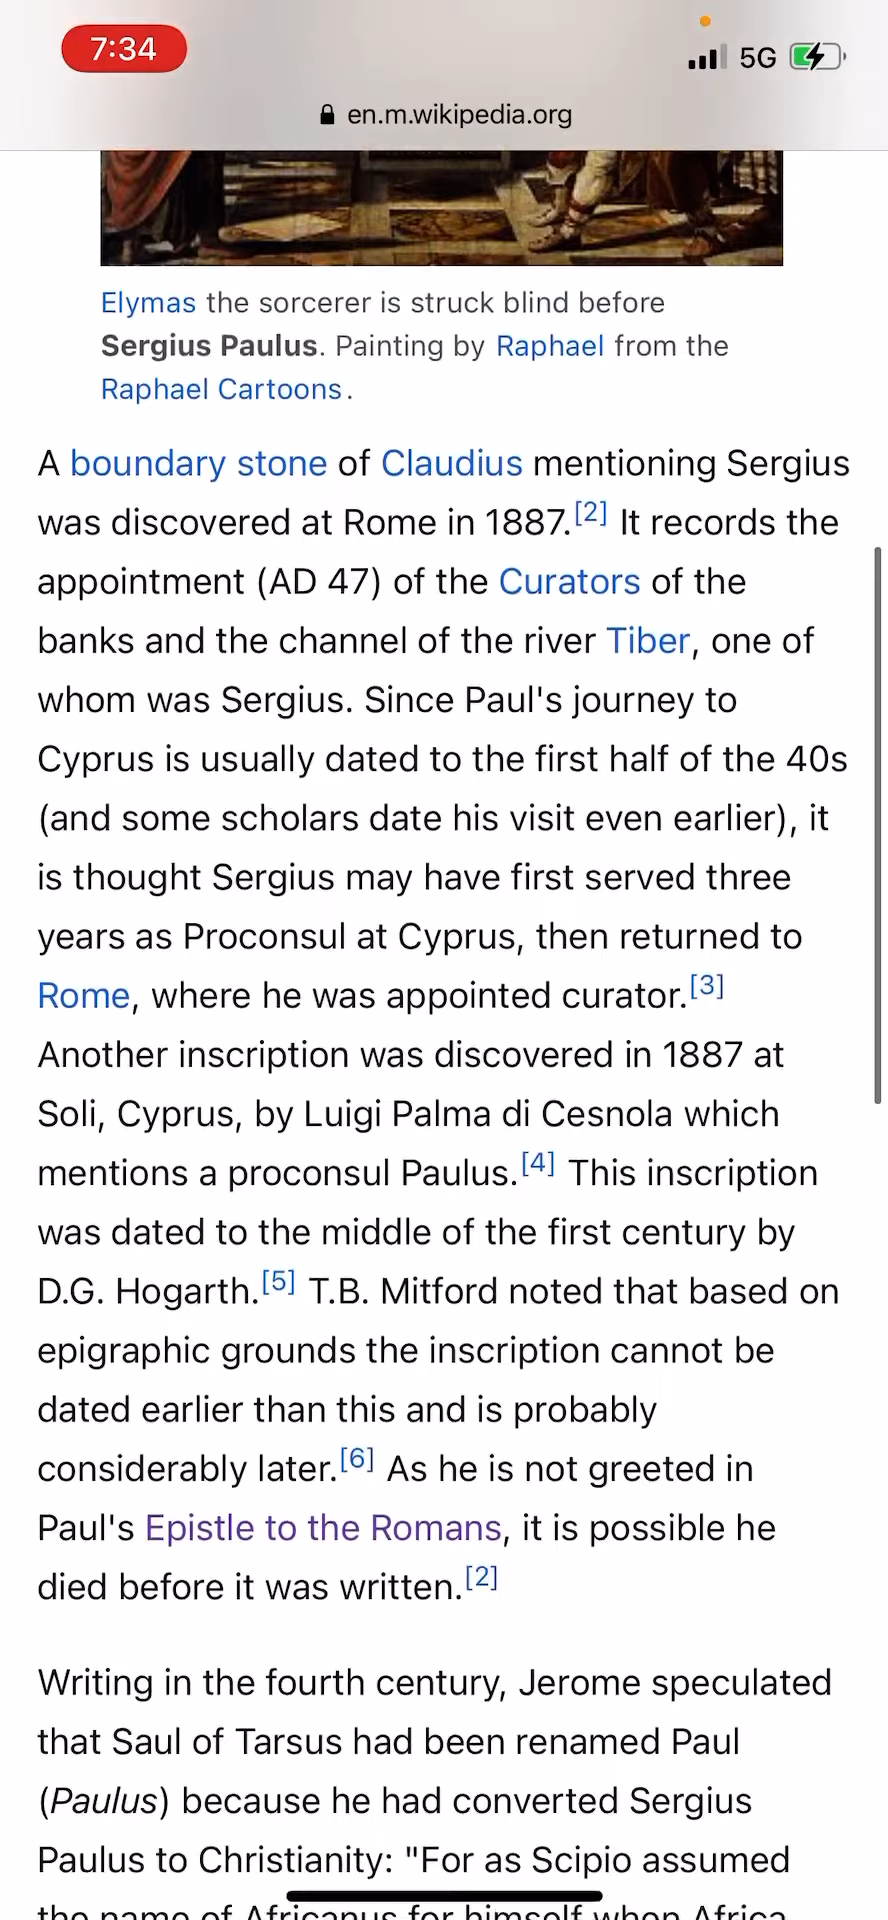 7:34
5G
en.m.wikipedia.org
Elymas the sorcerer is struck blind before
Sergius Paulus. Painting by Raphael from the
Raphael Cartoons.
A boundary stone of Claudius mentioning Sergius
was discovered at Rome in 1887.[2] It records the
appointment (AD 47) of the Curators of the
banks and the channel of the river Tiber, one of
whom was Sergius. Since Paul's journey to
Cyprus is usually dated to the first half of the 40s
(and some scholars date his visit even earlier), it
is thought Sergius may have first served three
years as Proconsul at Cyprus, then returned to
Rome, where he was appointed curator.[3]
Another inscription was discovered in 1887 at
Soli, Cyprus, by Luigi Palma di Cesnola which
mentions a proconsul Paulus.[4] This inscription
was dated to the middle of the first century by
D.G. Hogarth.[5] T.B. Mitford noted that based on
epigraphic grounds the inscription cannot be
dated earlier than this and is probably
considerably later.[6] As he is not greeted in
Paul's Epistle to the Romans, it is possible he
died before it was written.[2]
Writing in the fourth century, Jerome speculated
that Saul of Tarsus had been renamed Paul
(Paulus) because he had converted Sergius
Paulus to Christianity: "For as Scipio assumed
the name of Africanus for himself when Africa